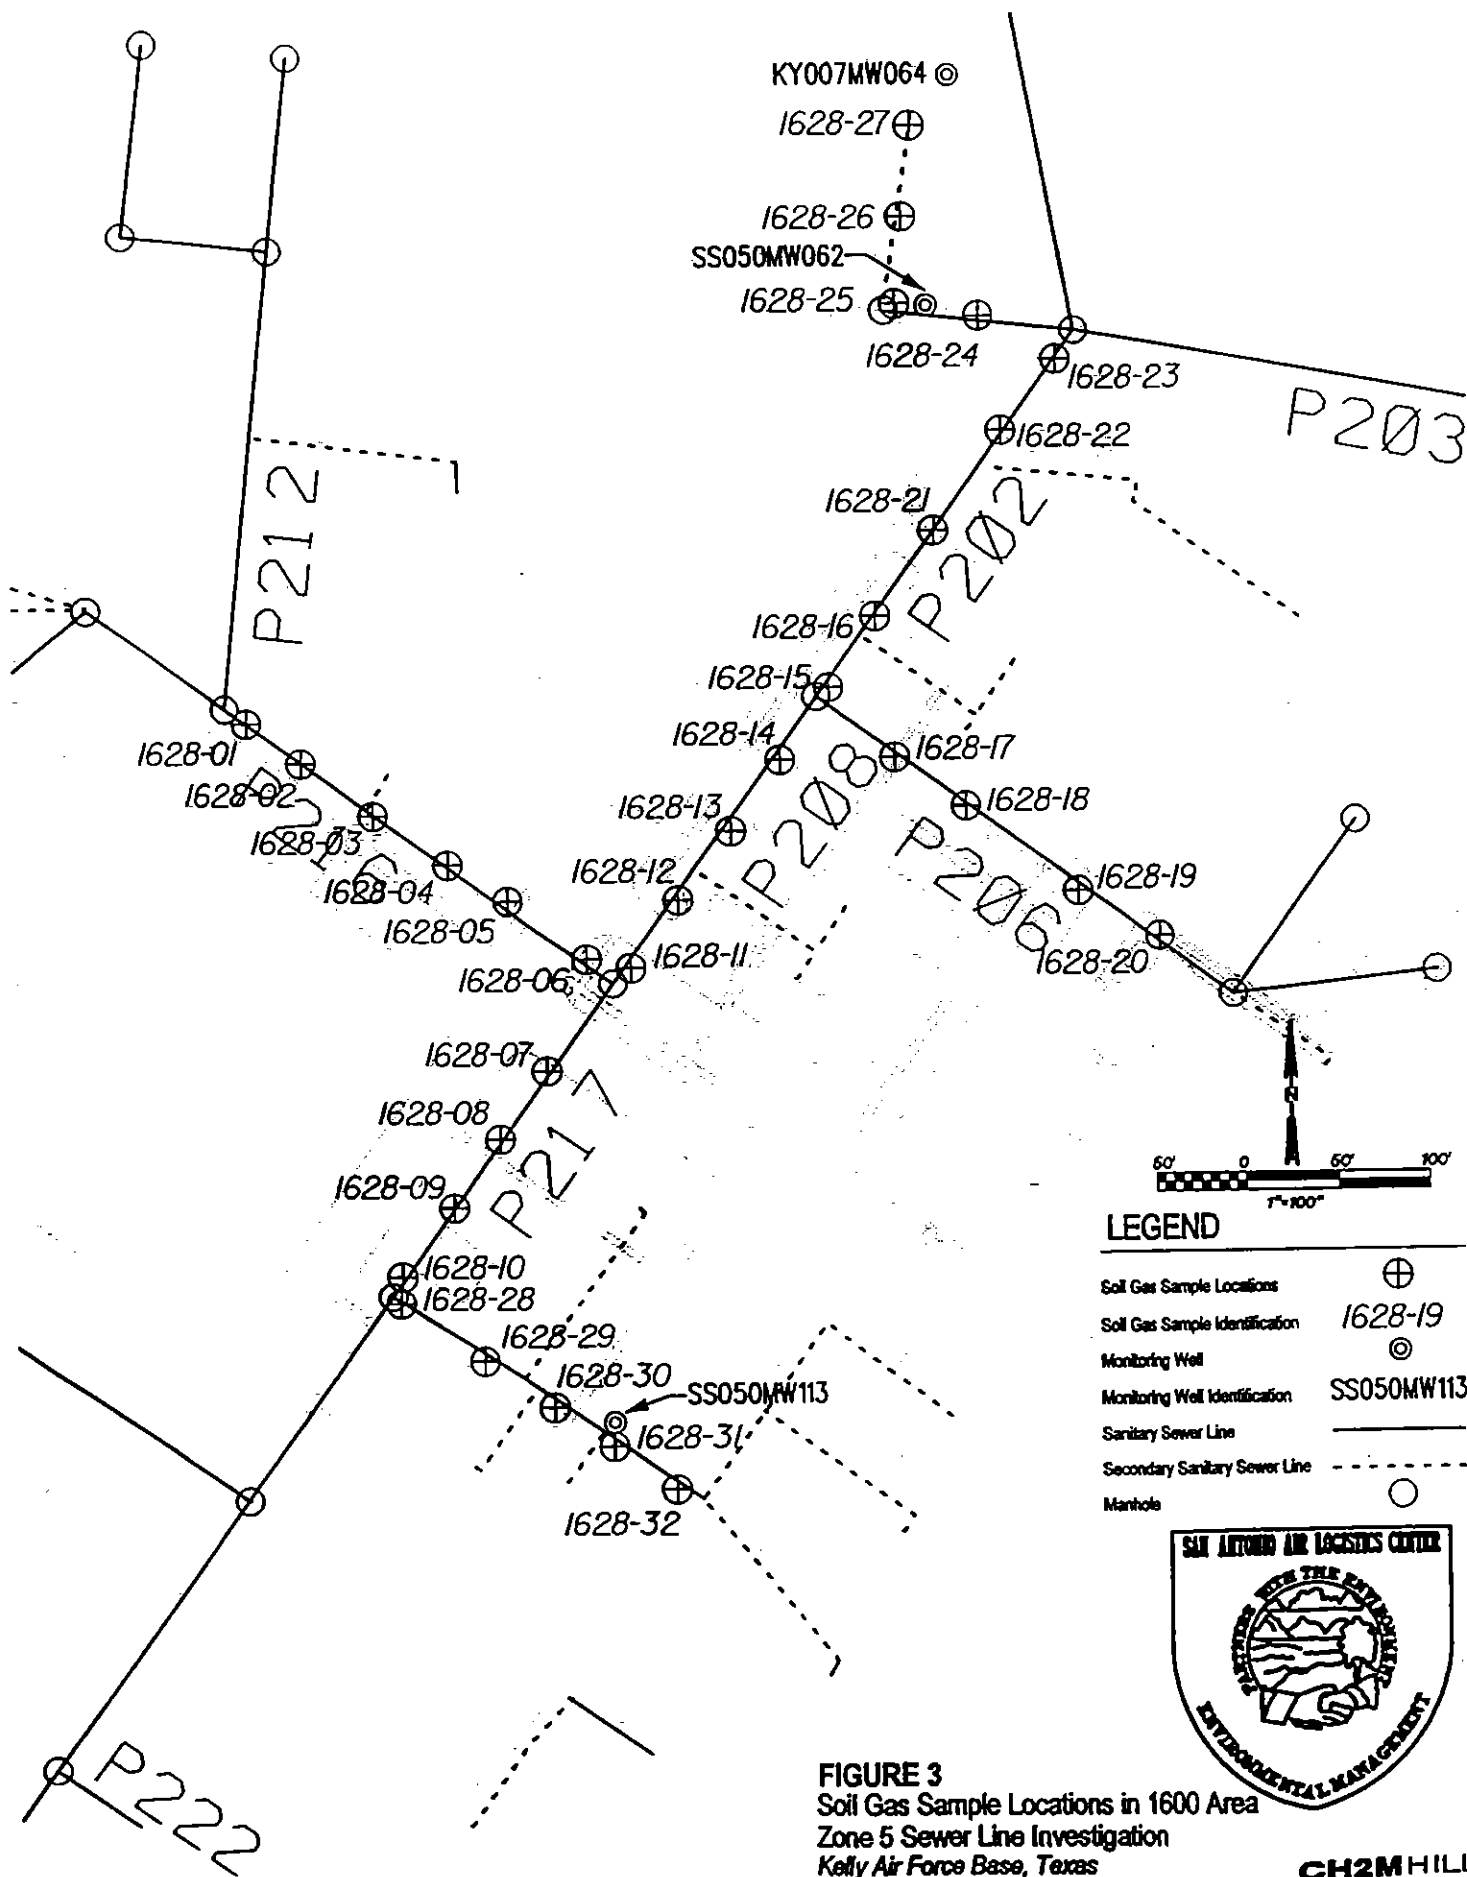 KY007MW064
1628-27
1628-26
SS050MW062
1628-25
1628-24
1628-23
P203
1628-22
1628-21
P202
P212
1628-16
1628-15
1628-14
1628-17
1628-01
1628-02
1628-13
P208
1628-18
1628-03
P216
1628-04
1628-12
P206
1628-19
1628-05
1628-20
1628-11
1628-06
1628-07
1628-08
P217
1628-09
1628-10
1628-28
1628-29
1628-30
SS050MW113
1628-31
1628-32
P222
N
50' 0 50' 100'
1"=100"
LEGEND
Soil Gas Sample Locations
Soil Gas Sample Identification 1628-19
Monitoring Well
Monitoring Well Identification SS050MW113
Sanitary Sewer Line
Secondary Sanitary Sewer Line
Manhole
SAN ANTONIO AIR LOGISTICS CENTER
PARTNERS WITH THE ENVIRONMENT
ENVIRONMENTAL MANAGEMENT
FIGURE 3
Soil Gas Sample Locations in 1600 Area
Zone 5 Sewer Line Investigation
Kelly Air Force Base, Texas
CH2MHILL